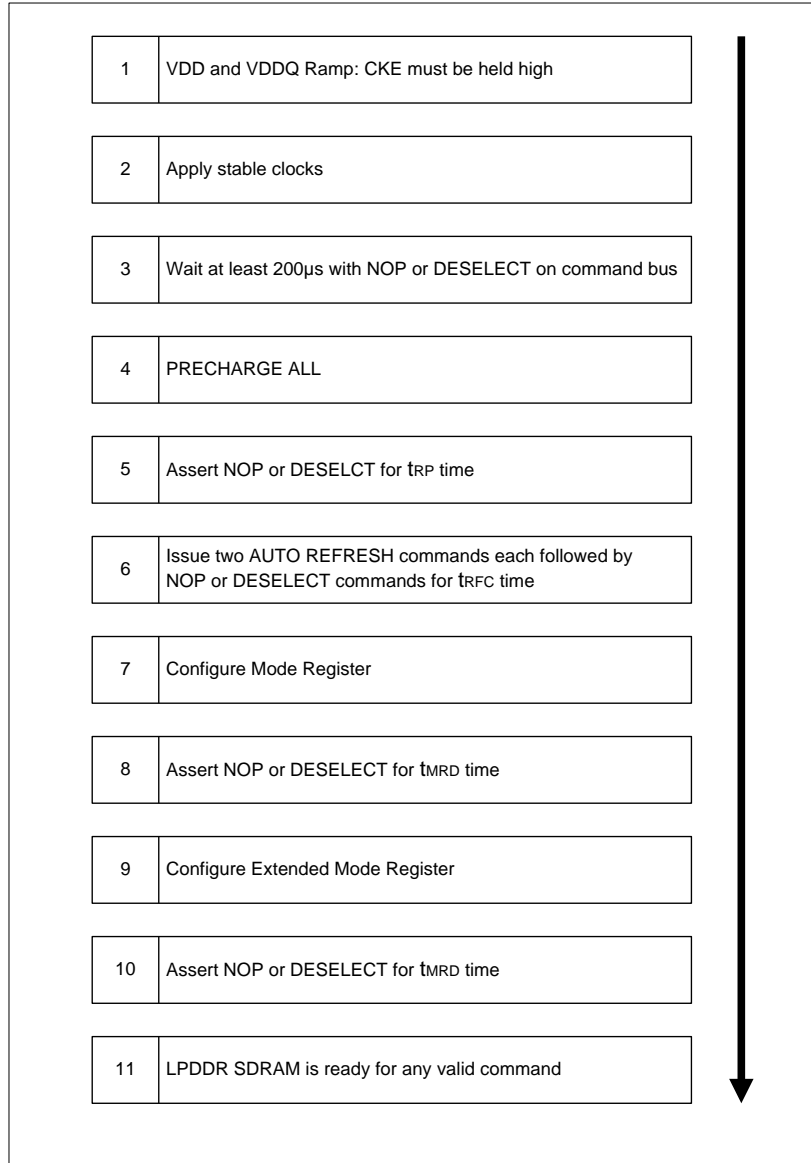 1 VDD and VDDQ Ramp: CKE must be held high
2 Apply stable clocks
3 Wait at least 200µs with NOP or DESELECT on command bus
4 PRECHARGE ALL
5 Assert NOP or DESELCT for tRP time
6 Issue two AUTO REFRESH commands each followed by
NOP or DESELECT commands for tRFC time
7 Configure Mode Register
8 Assert NOP or DESELECT for tMRD time
9 Configure Extended Mode Register
10 Assert NOP or DESELECT for tMRD time
11 LPDDR SDRAM is ready for any valid command